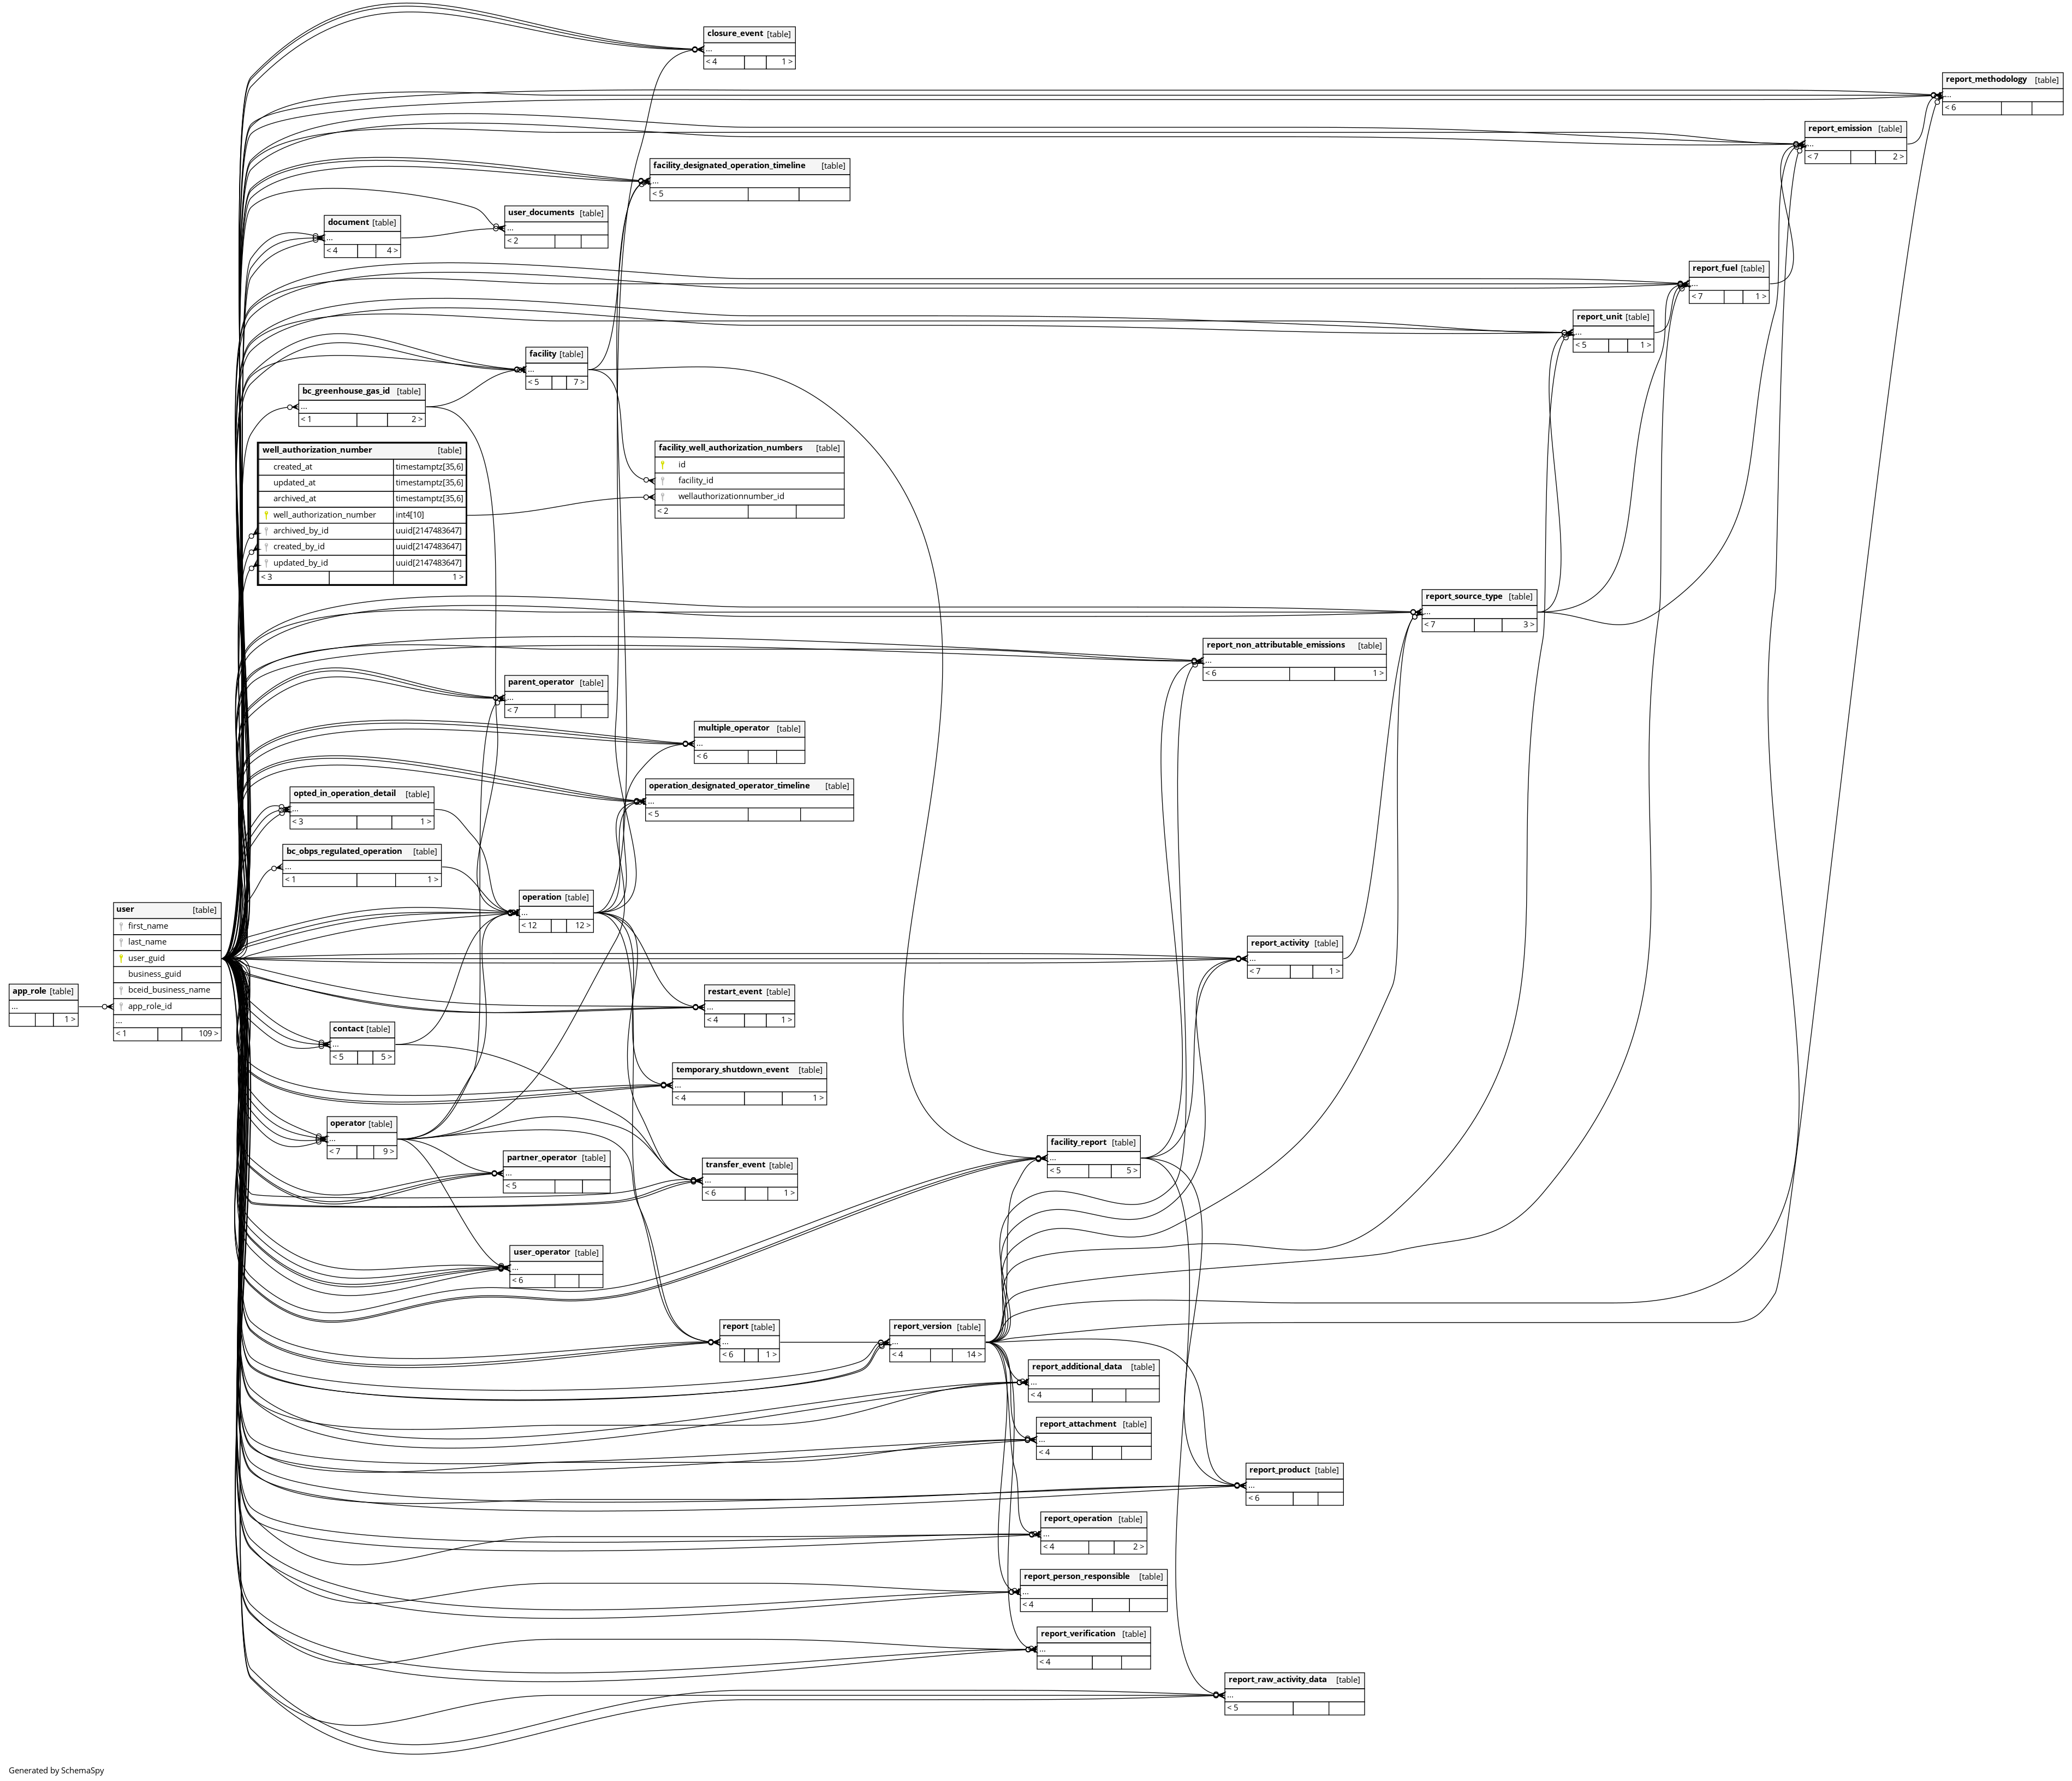 closure_event [table]
...
< 4 1 >
report_methodology [table]
...
< 6
report_emission [table]
...
< 7 2 >
facility_designated_operation_timeline [table]
...
< 5
user_documents [table]
...
< 2
document [table]
...
< 4 4 >
report_fuel [table]
...
< 7 1 >
report_unit [table]
...
< 5 1 >
facility [table]
...
< 5 7 >
bc_greenhouse_gas_id [table]
...
< 1 2 >
well_authorization_number [table]
created_at timestamptz[35,6]
updated_at timestamptz[35,6]
archived_at timestamptz[35,6]
well_authorization_number int4[10]
archived_by_id uuid[2147483647]
created_by_id uuid[2147483647]
updated_by_id uuid[2147483647]
< 3 1 >
facility_well_authorization_numbers [table]
id
facility_id
wellauthorizationnumber_id
< 2
report_source_type [table]
...
< 7 3 >
report_non_attributable_emissions [table]
...
< 6 1 >
parent_operator [table]
...
< 7
multiple_operator [table]
...
< 6
operation_designated_operator_timeline [table]
...
< 5
opted_in_operation_detail [table]
...
< 3 1 >
bc_obps_regulated_operation [table]
...
< 1 1 >
operation [table]
...
< 12 12 >
user [table]
first_name
last_name
user_guid
business_guid
bceid_business_name
app_role_id
...
< 1 109 >
app_role [table]
...
1 >
report_activity [table]
...
< 7 1 >
restart_event [table]
...
< 4 1 >
contact [table]
...
< 5 5 >
temporary_shutdown_event [table]
...
< 4 1 >
operator [table]
...
< 7 9 >
facility_report [table]
...
< 5 5 >
partner_operator [table]
...
< 5
transfer_event [table]
...
< 6 1 >
user_operator [table]
...
< 6
report [table]
...
< 6 1 >
report_version [table]
...
< 4 14 >
report_additional_data [table]
...
< 4
report_attachment [table]
...
< 4
report_product [table]
...
< 6
report_operation [table]
...
< 4 2 >
report_person_responsible [table]
...
< 4
report_verification [table]
...
< 4
report_raw_activity_data [table]
...
< 5
Generated by SchemaSpy